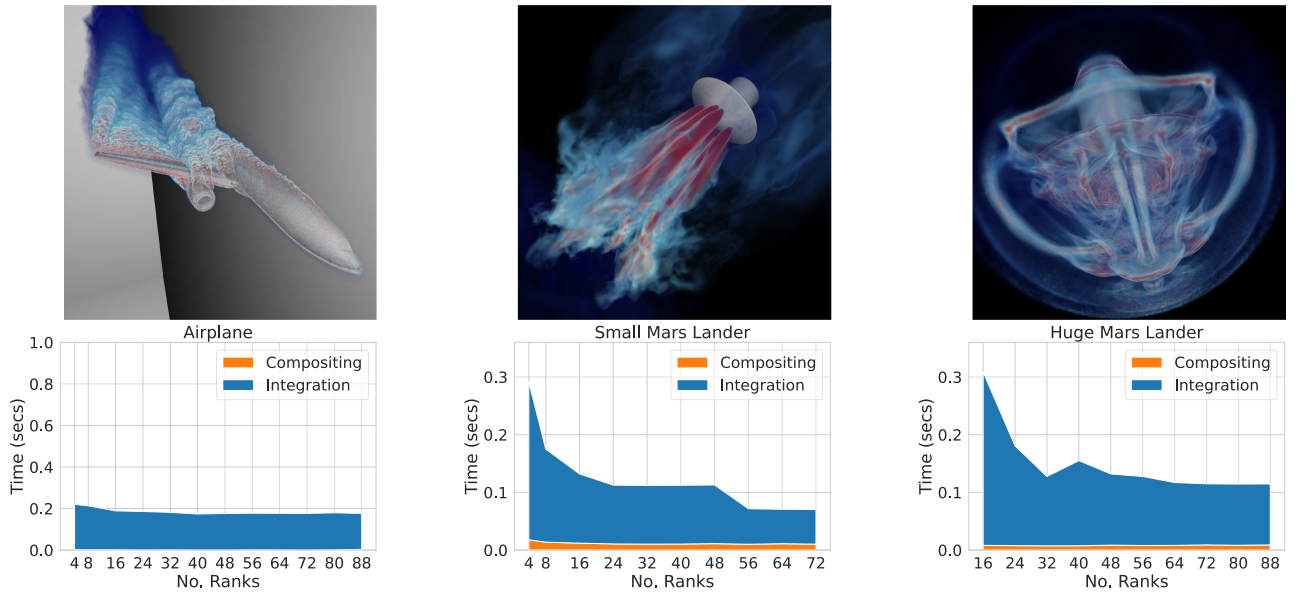 Airplane
1.0
0.8
0.6
0.4
0.2
0.0
Time (secs)
Compositing
Integration
4 8 16 24 32 40 48 56 64 72 80 88
No. Ranks
Small Mars Lander
0.3
0.2
0.1
0.0
Time (secs)
Compositing
Integration
4 8 16 24 32 40 48 56 64 72
No. Ranks
Huge Mars Lander
0.3
0.2
0.1
0.0
Time (secs)
Compositing
Integration
16 24 32 40 48 56 64 72 80 88
No. Ranks